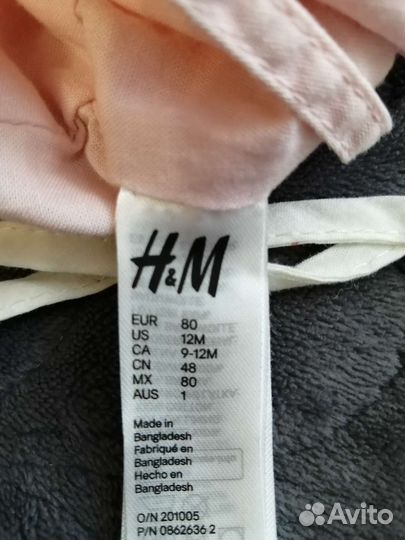 H&M
EUR 80
US 12M
CA 9-12M
CN 48
MX 80
AUS 1
Made in
Bangladesh
Fabriqué en
Bangladesh
Hecho en
Bangladesh
O/N 201005
P/N 0862636 2
Avito